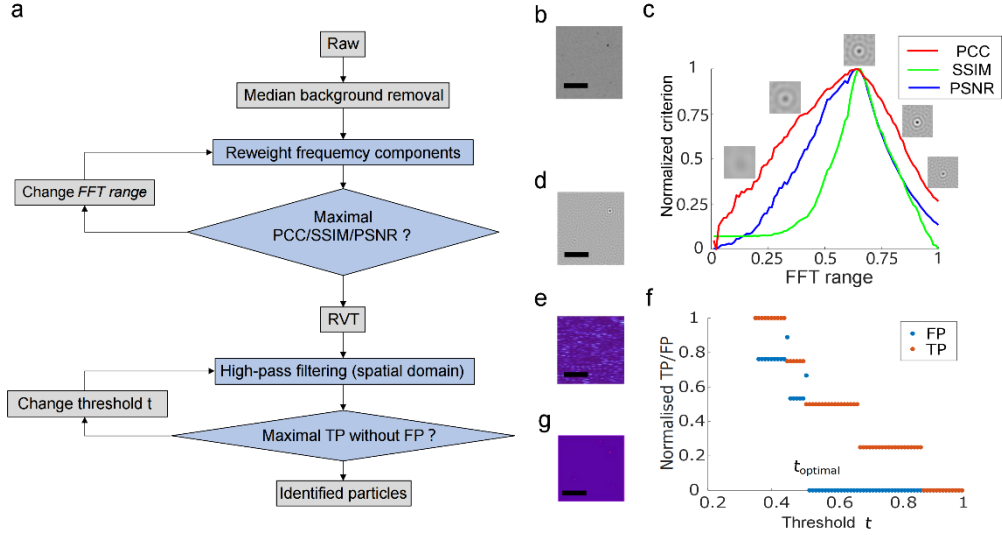 a
Raw
Median background removal
Reweight frequemcy components
Change FFT range
Maximal
PCC/SSIM/PSNR ?
RVT
High-pass filtering (spatial domain)
Change threshold t
Maximal TP without FP ?
Identified particles
b
d
e
g
c
PCC
SSIM
PSNR
Normalized criterion
1
0.75
0.5
0.25
0
0 0.25 0.5 0.75 1
FFT range
f
FP
TP
Normalised TP/FP
1
0.8
0.6
0.4
0.2
0
toptimal
0.2 0.4 0.6 0.8 1
Threshold t